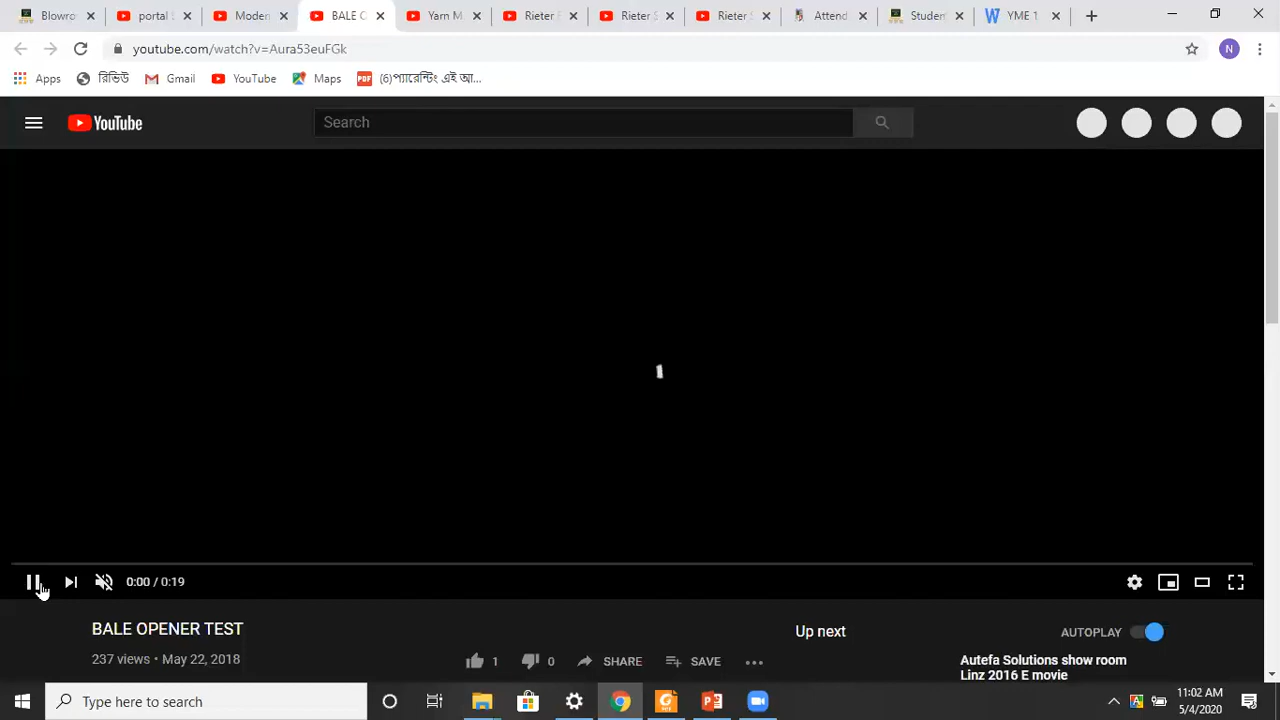 Blowro
portal S
Moder
BALE O
Yarn M
Rieter
Rieter S
Rieter
Attend
Studen
YME 1
youtube.com/watch?v=Aura53euFGk
N
Apps
রিভিউ
Gmail
YouTube
Maps
PDF
(6)প্যারেন্টিং এই আ...
YouTube
Search
0:00 / 0:19
BALE OPENER TEST
Up next
AUTOPLAY
237 views • May 22, 2018
1
0
SHARE
SAVE
Autefa Solutions show room
Linz 2016 E movie
Type here to search
11:02 AM
5/4/2020